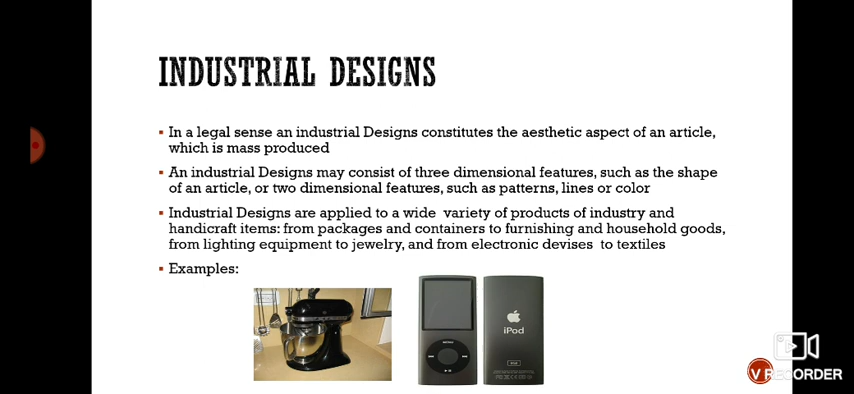 INDUSTRIAL DESIGNS
▪ In a legal sense an industrial Designs constitutes the aesthetic aspect of an article,
which is mass produced
▪ An industrial Designs may consist of three dimensional features, such as the shape
of an article, or two dimensional features, such as patterns, lines or color
▪ Industrial Designs are applied to a wide variety of products of industry and
handicraft items: from packages and containers to furnishing and household goods,
from lighting equipment to jewelry, and from electronic devises to textiles
▪ Examples:
MENU
iPod
V RECORDER